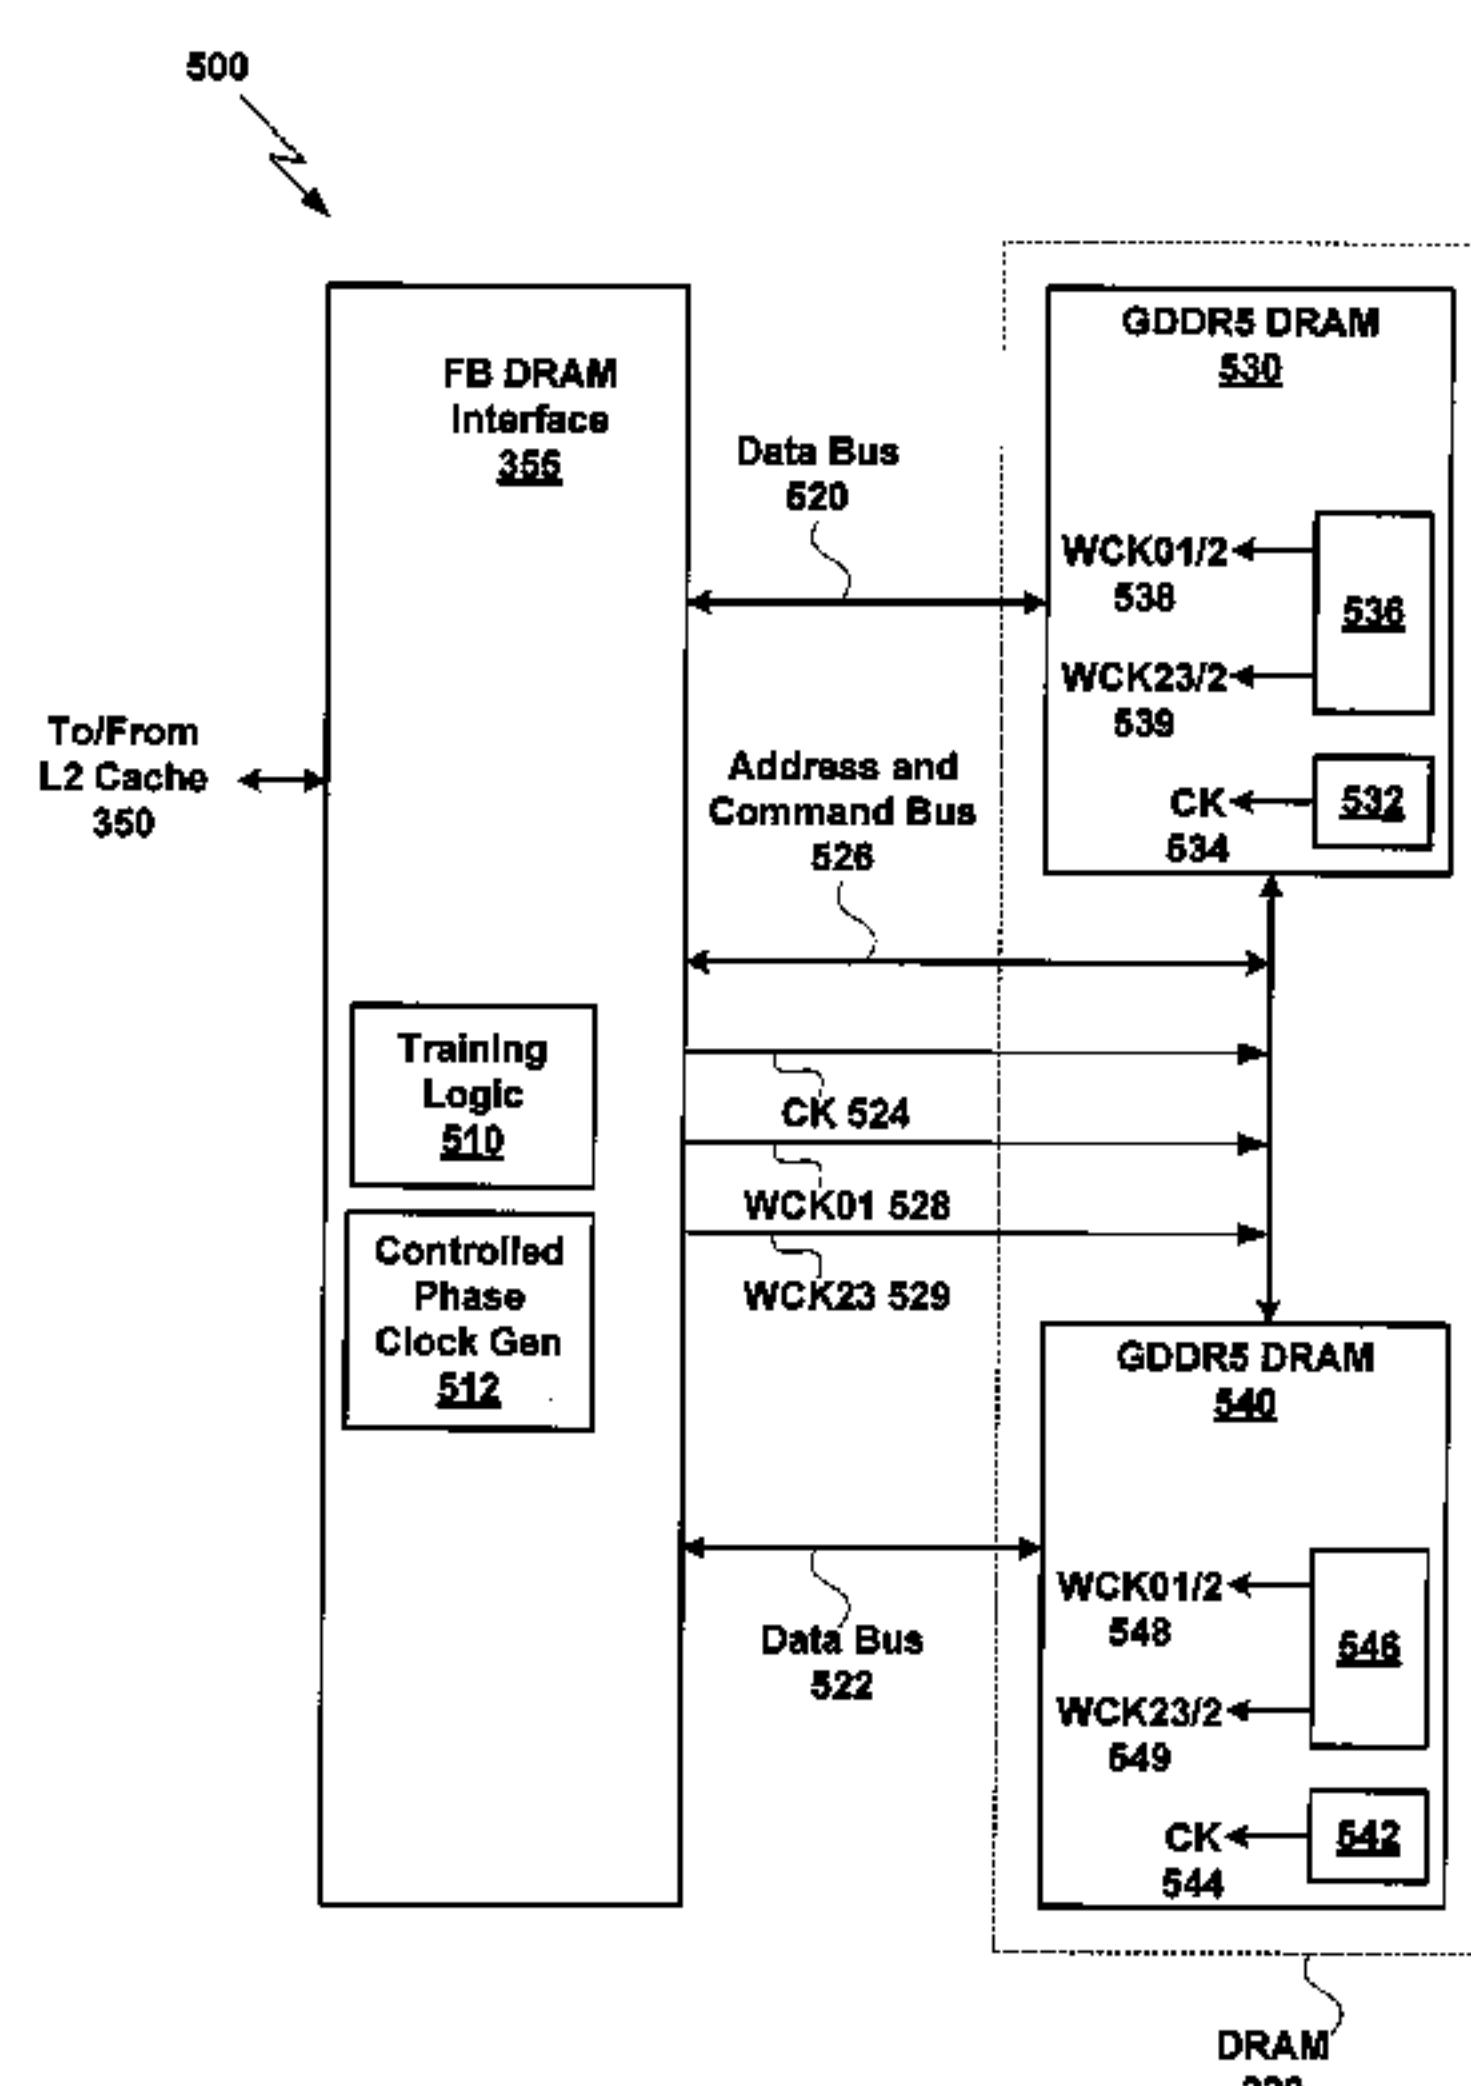 500
FB DRAM
Interface
355
To/From
L2 Cache
350
Training
Logic
510
Controlled
Phase
Clock Gen
512
Data Bus
520
Address and
Command Bus
526
CK 524
WCK01 528
WCK23 529
Data Bus
522
GDDR5 DRAM
530
WCK01/2
538
536
WCK23/2
539
CK
534
532
GDDR5 DRAM
540
WCK01/2
548
546
WCK23/2
549
CK
544
542
DRAM